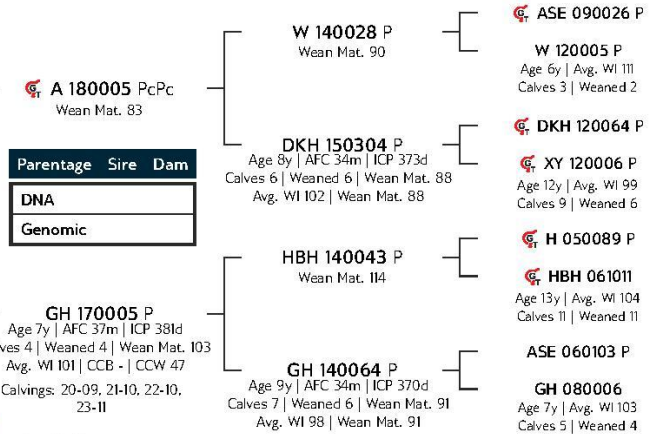 A 180005 PcPc
Wean Mat. 83
Parentage Sire Dam
DNA
Genomic
GH 170005 P
Age 7y | AFC 37m | ICP 381d
ves 4 | Weaned 4 | Wean Mat. 103
Avg. WI 101 | CCB - | CCW 47
Calvings: 20-09, 21-10, 22-10,
23-11
W 140028 P
Wean Mat. 90
DKH 150304 P
Age 8y | AFC 34m | ICP 373d
Calves 6 | Weaned 6 | Wean Mat. 88
Avg. WI 102 | Wean Mat. 88
HBH 140043 P
Wean Mat. 114
GH 140064 P
Age 9y | AFC 34m | ICP 370d
Calves 7 | Weaned 6 | Wean Mat. 91
Avg. WI 98 | Wean Mat. 91
GT ASE 090026 P
W 120005 P
Age 6y | Avg. WI 111
Calves 3 | Weaned 2
DKH 120064 P
XY 120006 P
Age 12y | Avg. WI 99
Calves 9 | Weaned 6
H 050089 P
HBH 061011
Age 13y | Avg. WI 104
Calves 11 | Weaned 11
ASE 060103 P
GH 080006
Age 7y | Avg. WI 103
Calves 5 | Weaned 4